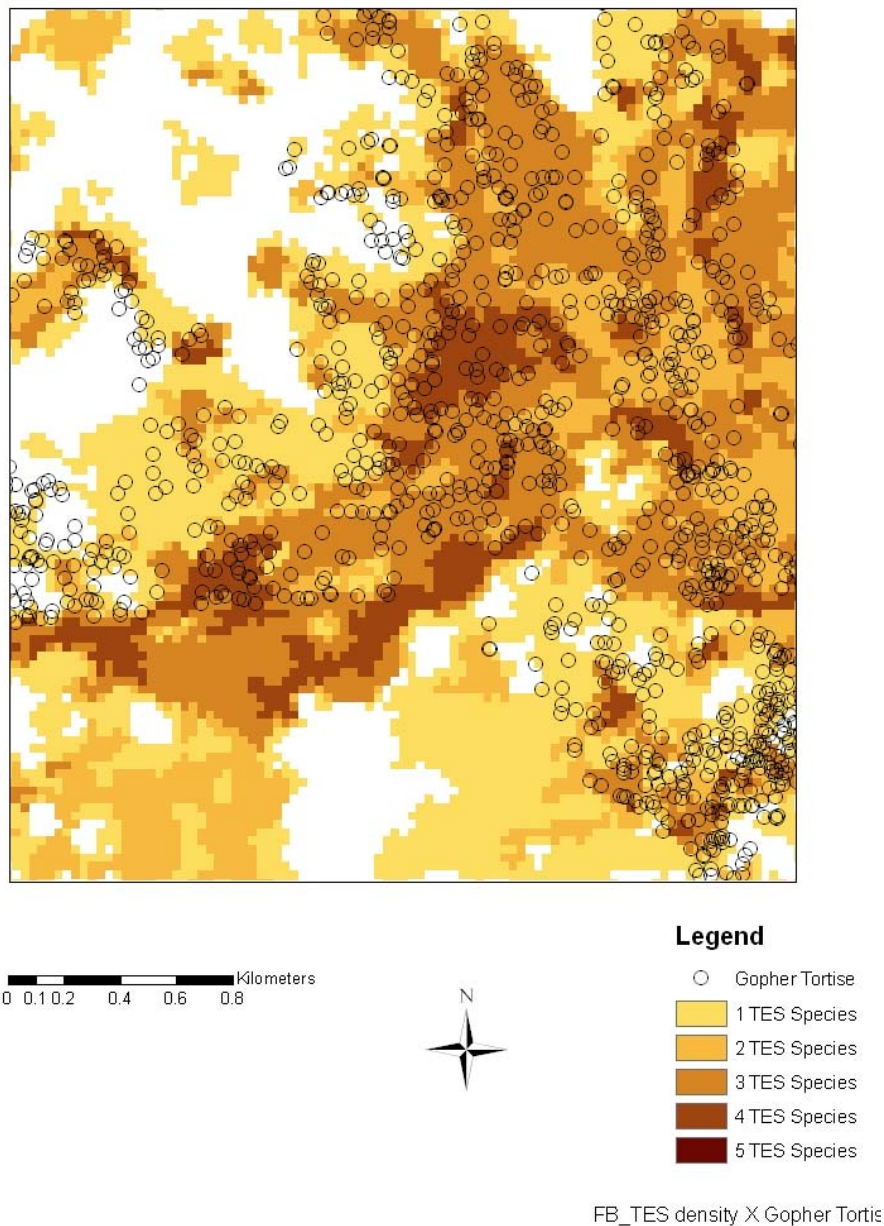 Kilometers
0 0.1 0.2 0.4 0.6 0.8
N
Legend
Gopher Tortise
1 TES Species
2 TES Species
3 TES Species
4 TES Species
5 TES Species
FB_TES density X Gopher Tortis